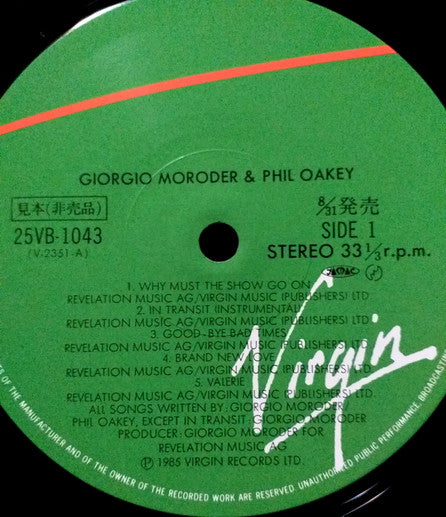 GIORGIO MORODER & PHIL OAKEY
見本(非売品)
8/31発売
25VB-1043
SIDE 1
(V-2351-A)
STEREO 33 1/3 r.p.m.
JASRAC Ⓟ
1. WHY MUST THE SHOW GO ON
REVELATION MUSIC AG/VIRGIN MUSIC (PUBLISHERS) LTD
2. IN TRANSIT (INSTRUMENTAL)
REVELATION MUSIC AG/VIRGIN MUSIC (PUBLISHERS) LTD
3. GOOD-BYE BAD TIMES
REVELATION MUSIC AG/VIRGIN MUSIC (PUBLISHERS) LTD.
4. BRAND NEW LOVE
REVELATION MUSIC AG/VIRGIN MUSIC (PUBLISHERS) LTD.
5. VALERIE
REVELATION MUSIC AG/VIRGIN MUSIC (PUBLISHERS) LTD.
ALL SONGS WRITTEN BY: GIORGIO MORODER/
PHIL OAKEY, EXCEPT IN TRANSIT: GIORGIO MORODER
PRODUCER: GIORGIO MORODER FOR
REVELATION MUSIC AG
Ⓟ 1985 VIRGIN RECORDS LTD.
Virgin
OF THE MANUFACTURER AND OF THE OWNER OF THE RECORDED WORK ARE RESERVED UNAUTHORIZED PUBLIC PERFORMANCE BROADCASTING